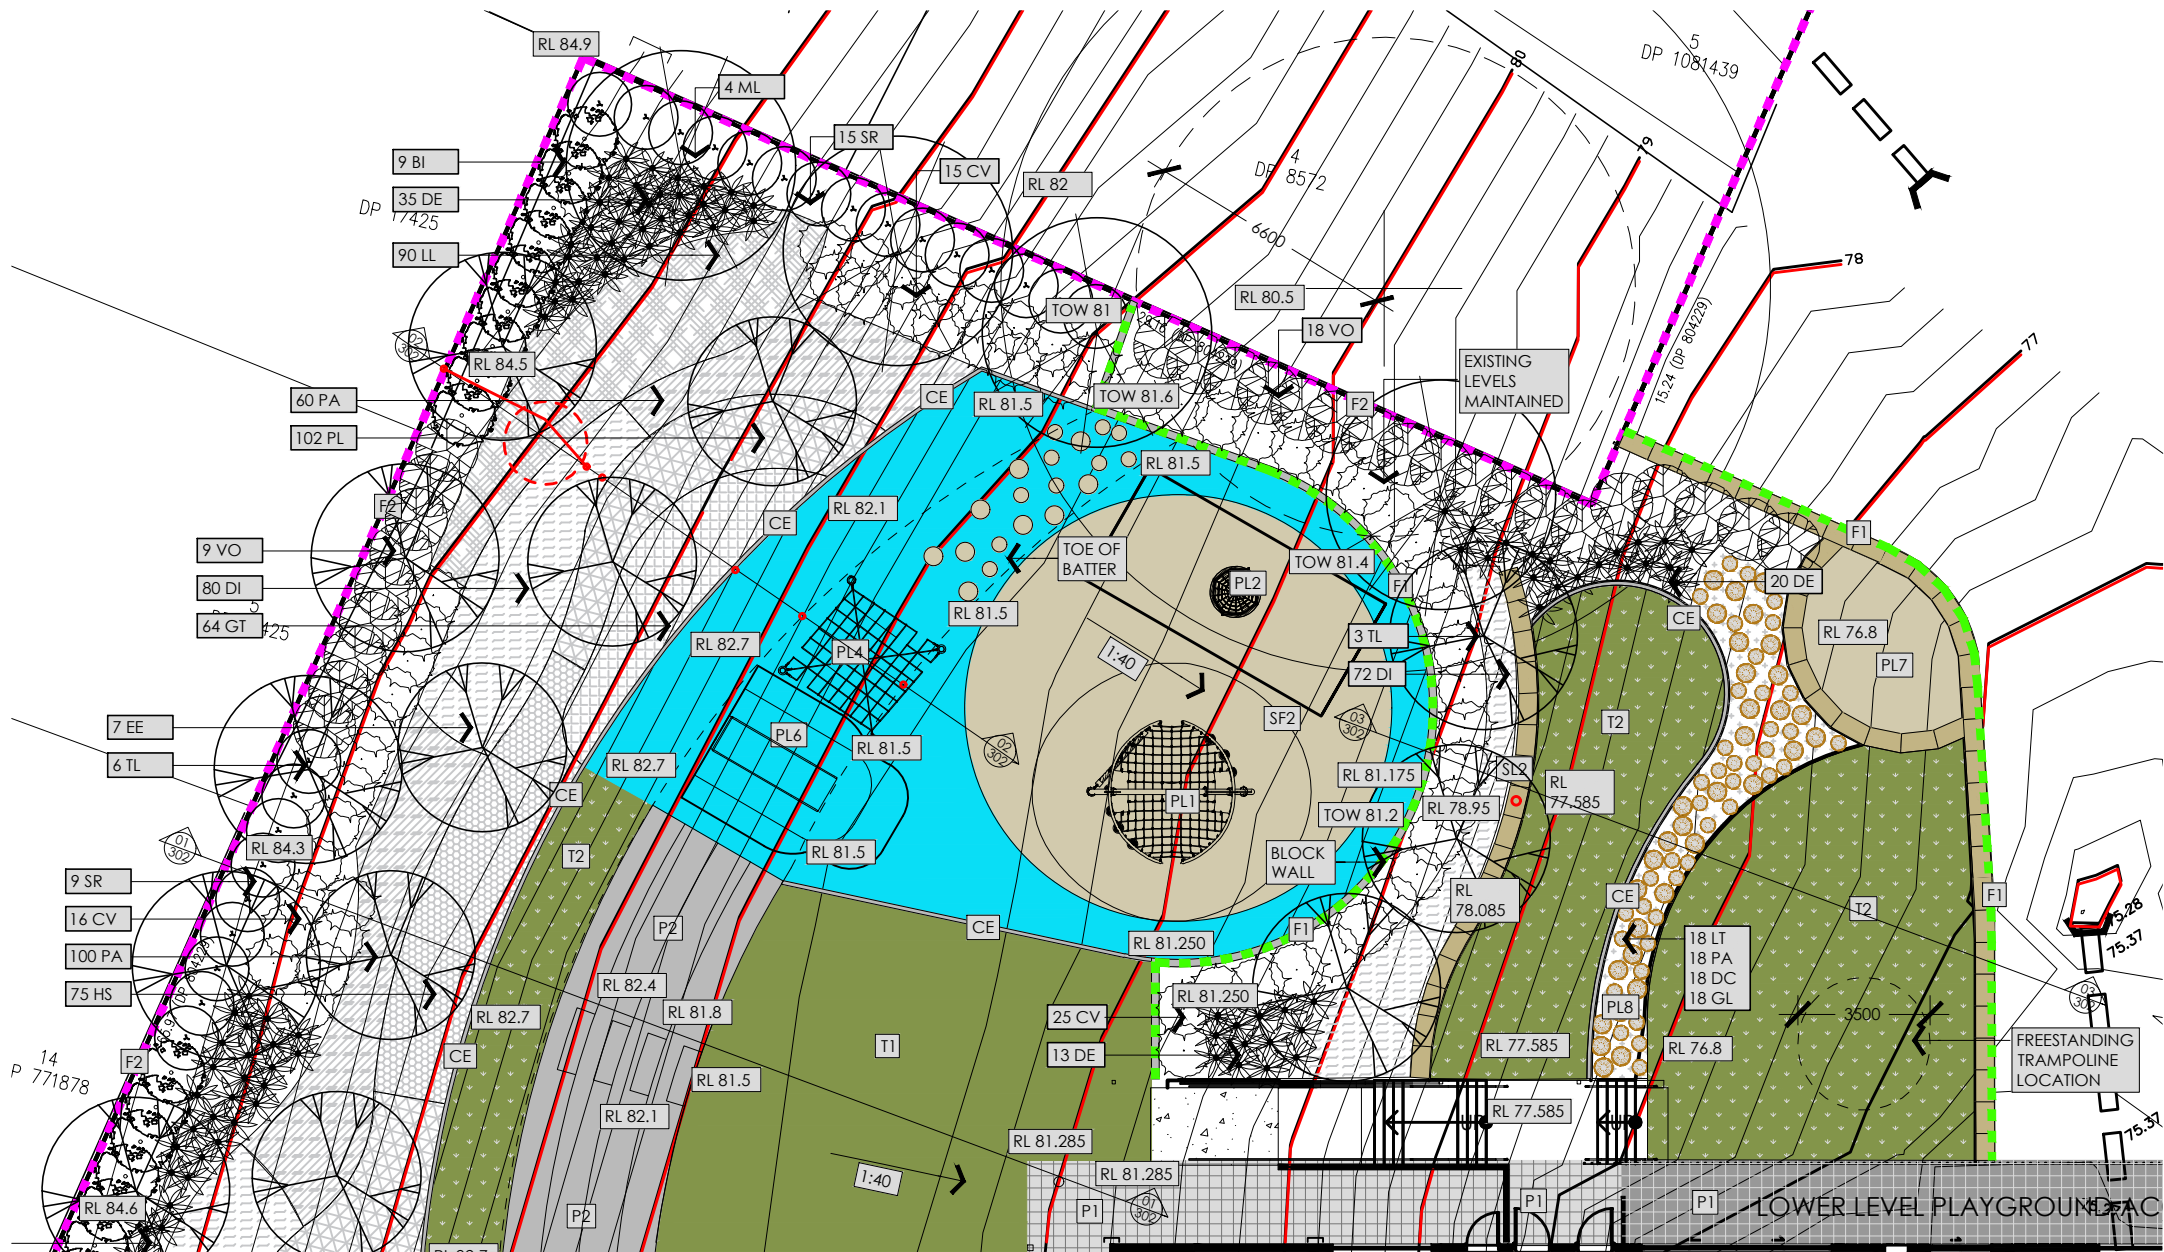 RL 84.9
4 ML
15 SR
15 CV
RL 82
80
79
5
DP 1081439
4
DP 8572
6600
78
77
9 BI
35 DE
DP 17425
90 LL
RL 84.5
60 PA
102 PL
TOW 81
RL 80.5
18 VO
15.24 (DP 804229)
EXISTING
LEVELS
MAINTAINED
F2
CE
RL 81.5
TOW 81.6
RL 81.5
RL 82.1
CE
F2
9 VO
80 DI
64 GT
TOE OF
BATTER
PL2
TOW 81.4
F1
F1
20 DE
CE
RL 76.8
PL7
RL 81.5
RL 82.7
PL4
1:40
3 TL
72 DI
T2
7 EE
6 TL
PL6
RL 81.5
SF2
02
302
03
302
RL 82.7
CE
RL 81.175
SL2
RL
77.585
PL1
TOW 81.2
RL 78.95
RL 84.3
01
302
T2
RL 81.5
BLOCK
WALL
9 SR
16 CV
100 PA
75 HS
RL
78.085
CE
T2
F1
P2
CE
F1
RL 81.250
18 LT
18 PA
18 DC
18 GL
75.28
75.37
RL 82.4
RL 81.8
RL 82.7
RL 81.250
25 CV
13 DE
PL8
3500
RL 77.585
RL 76.8
FREESTANDING
TRAMPOLINE
LOCATION
14
P 771878
F2
CE
T1
RL 81.5
RL 82.1
RL 77.585
75.37
RL 81.285
RL 81.285
1:40
RL 84.6
P2
P1
01
302
P1
P1
LOWER LEVEL PLAYGROUND AC